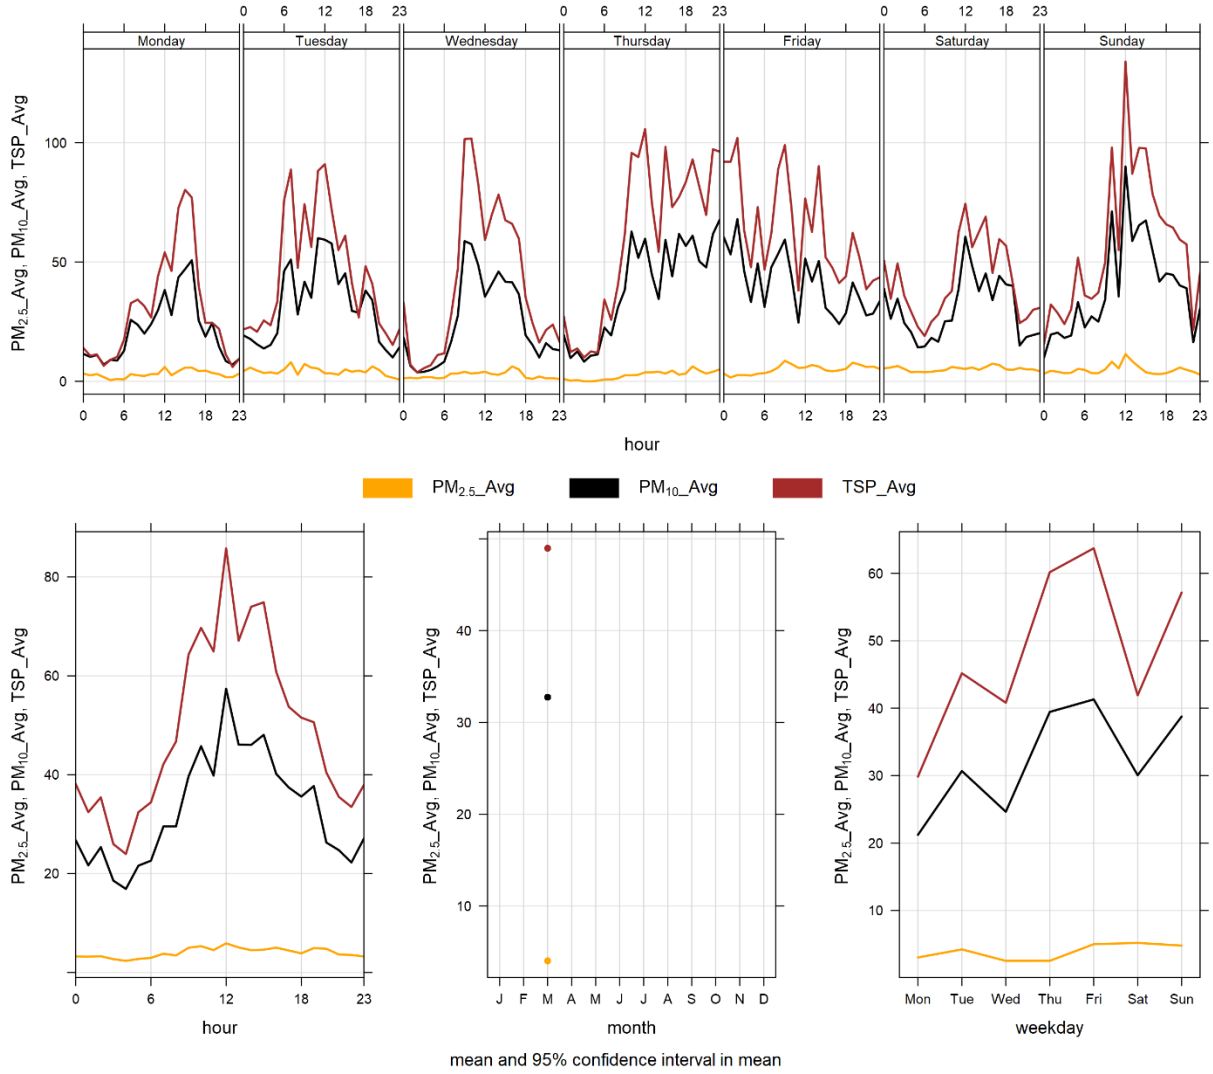 0 6 12 18 23 0 6 12 18 23 0 6 12 18 23
Monday Tuesday Wednesday Thursday Friday Saturday Sunday
PM2.5_Avg, PM10_Avg, TSP_Avg
100
50
0
0 6 12 18 23 0 6 12 18 23 0 6 12 18 23 0 6 12 18 23
hour
PM2.5_Avg PM10_Avg TSP_Avg
PM2.5_Avg, PM10_Avg, TSP_Avg
80
60
40
20
0 6 12 18 23
hour
PM2.5_Avg, PM10_Avg, TSP_Avg
40
30
20
10
J F M A M J J A S O N D
month
PM2.5_Avg, PM10_Avg, TSP_Avg
60
50
40
30
20
10
Mon Tue Wed Thu Fri Sat Sun
weekday
mean and 95% confidence interval in mean